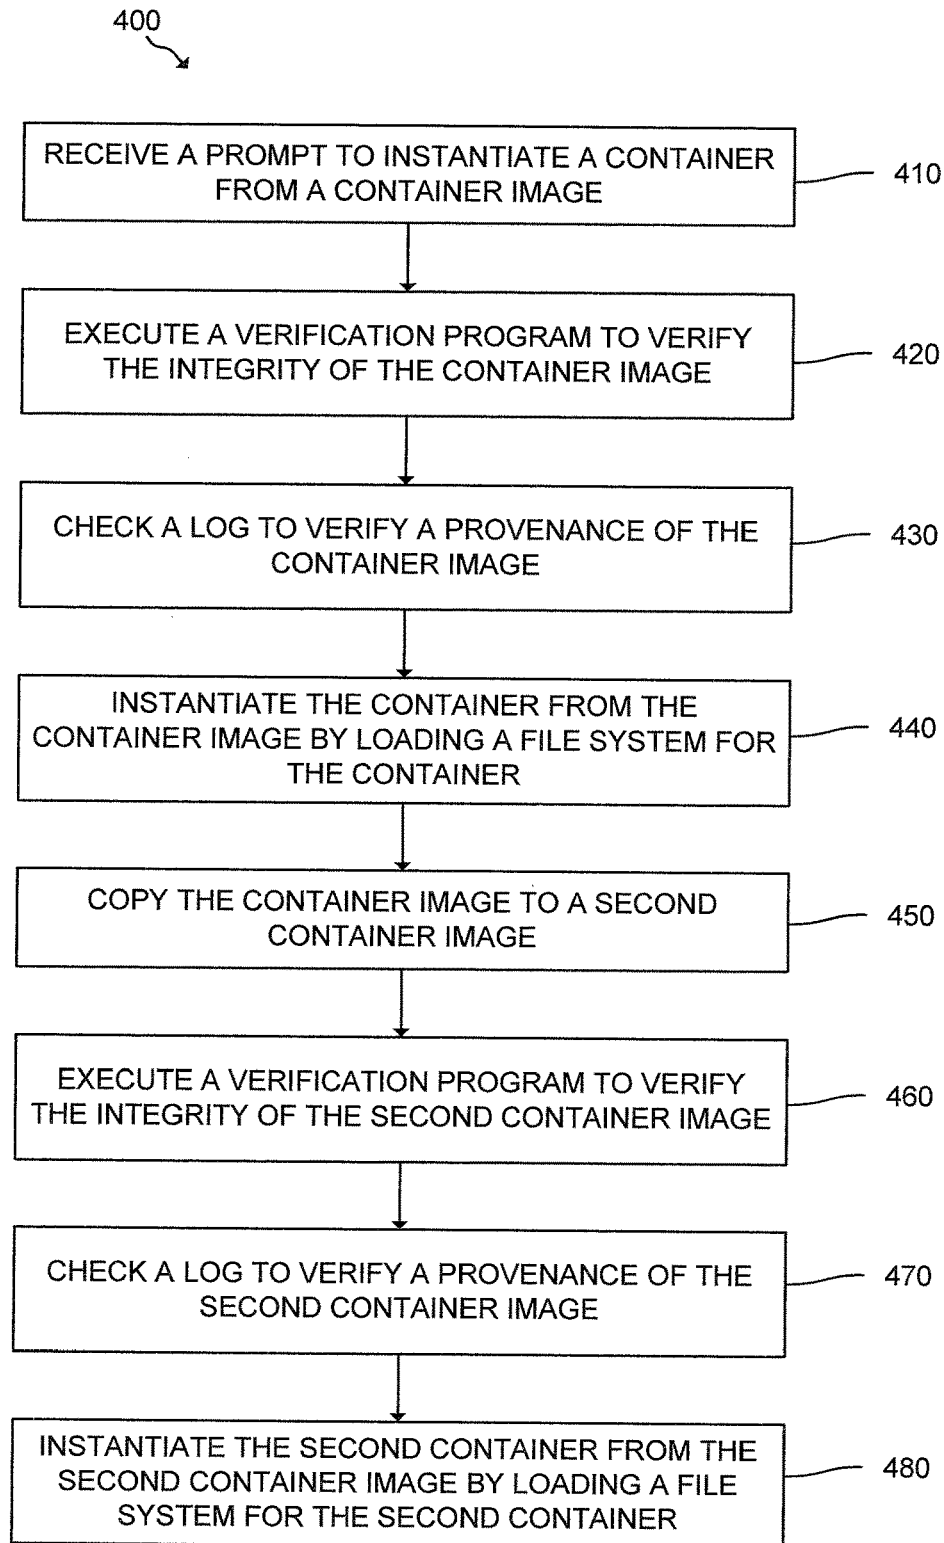 400
RECEIVE A PROMPT TO INSTANTIATE A CONTAINER
FROM A CONTAINER IMAGE
410
EXECUTE A VERIFICATION PROGRAM TO VERIFY
THE INTEGRITY OF THE CONTAINER IMAGE
420
CHECK A LOG TO VERIFY A PROVENANCE OF THE
CONTAINER IMAGE
430
INSTANTIATE THE CONTAINER FROM THE
CONTAINER IMAGE BY LOADING A FILE SYSTEM FOR
THE CONTAINER
440
COPY THE CONTAINER IMAGE TO A SECOND
CONTAINER IMAGE
450
EXECUTE A VERIFICATION PROGRAM TO VERIFY
THE INTEGRITY OF THE SECOND CONTAINER IMAGE
460
CHECK A LOG TO VERIFY A PROVENANCE OF THE
SECOND CONTAINER IMAGE
470
INSTANTIATE THE SECOND CONTAINER FROM THE
SECOND CONTAINER IMAGE BY LOADING A FILE
SYSTEM FOR THE SECOND CONTAINER
480